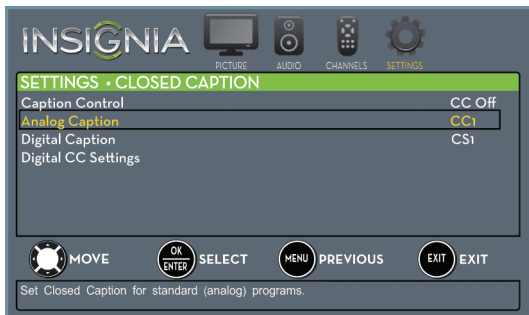 INSIGNIA
PICTURE AUDIO CHANNELS SETTINGS
SETTINGS • CLOSED CAPTION
Caption Control CC Off
Analog Caption CC1
Digital Caption CS1
Digital CC Settings
MOVE OK ENTER SELECT MENU PREVIOUS EXIT EXIT
Set Closed Caption for standard (analog) programs.